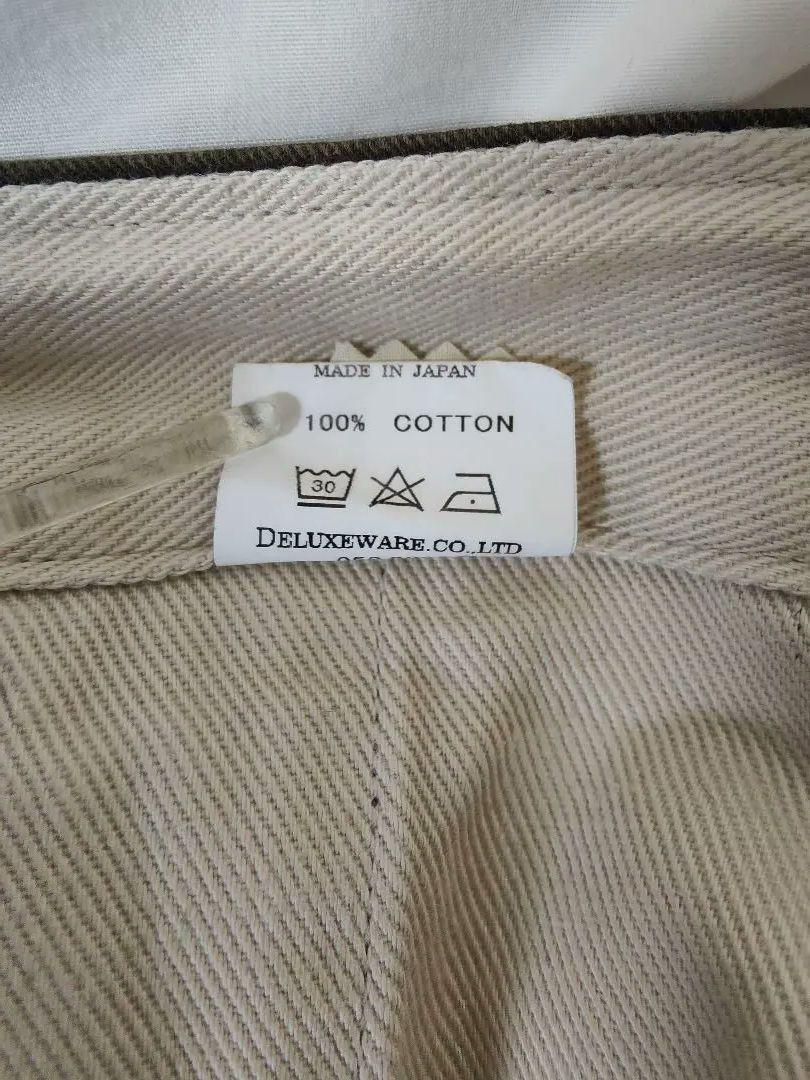 MADE IN JAPAN
100% COTTON
30
DELUXEWARE.CO.,LTD